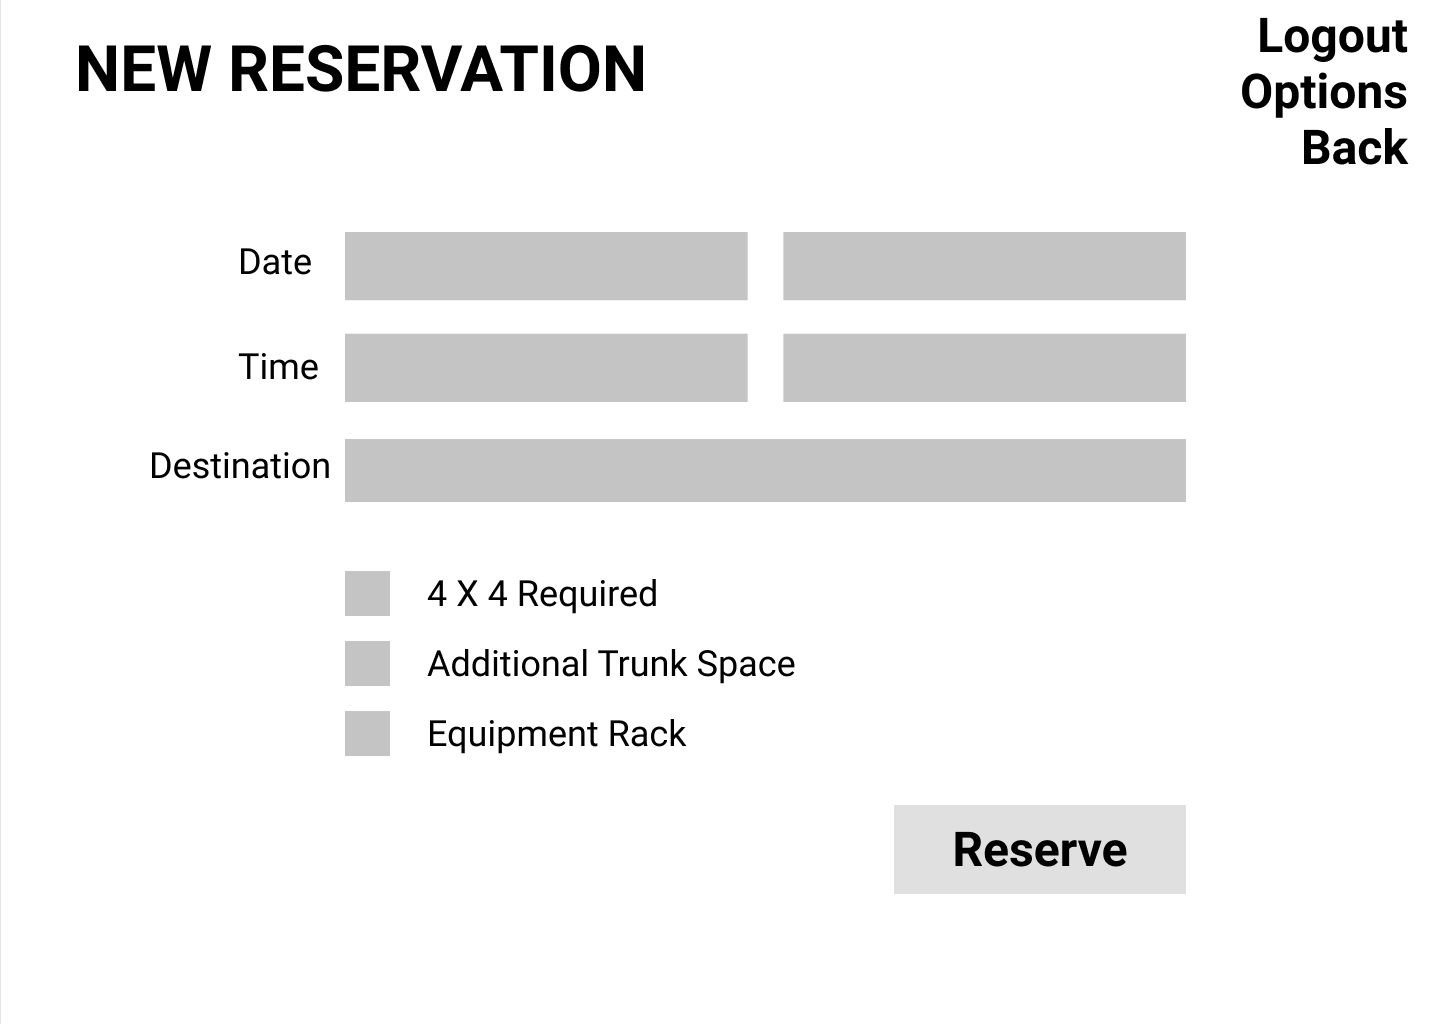 NEW RESERVATION
Logout
Options
Back
Date
Time
Destination
4 X 4 Required
Additional Trunk Space
Equipment Rack
Reserve